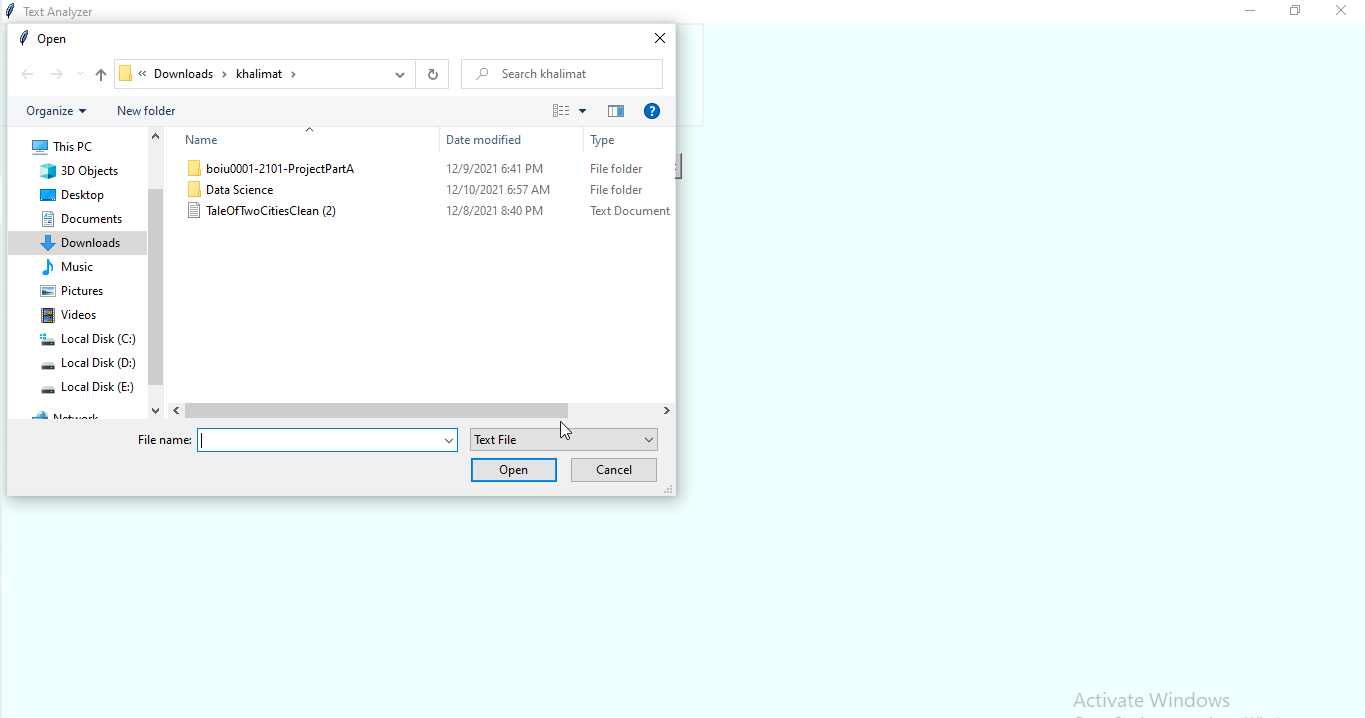 Text Analyzer
Open
« Downloads › khalimat ›
Search khalimat
Organize
New folder
Name
Date modified
Type
This PC
3D Objects
Desktop
Documents
Downloads
Music
Pictures
Videos
Local Disk (C:)
Local Disk (D:)
Local Disk (E:)
Network
boiu0001-2101-ProjectPartA 12/9/2021 6:41 PM File folder
Data Science 12/10/2021 6:57 AM File folder
TaleOfTwoCitiesClean (2) 12/8/2021 8:40 PM Text Document
File name:
Text File
Open
Cancel
Activate Windows